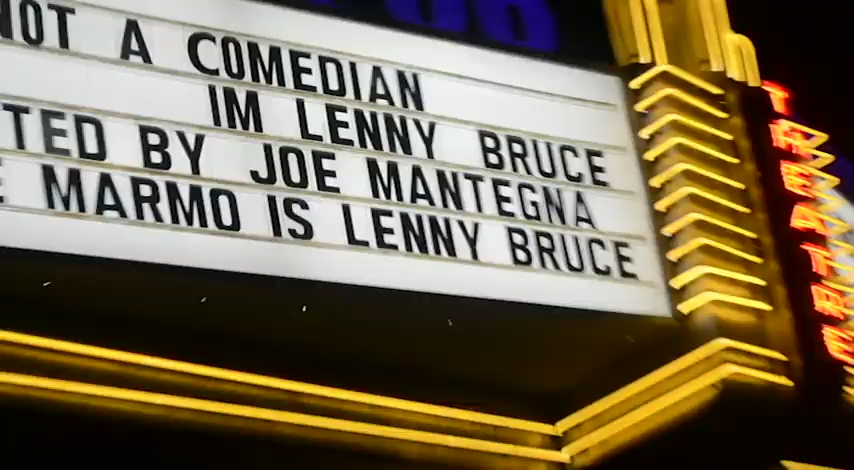 NOT A COMEDIAN
IM LENNY BRUCE
TED BY JOE MANTEGNA
E MARMO IS LENNY BRUCE
TREATRE